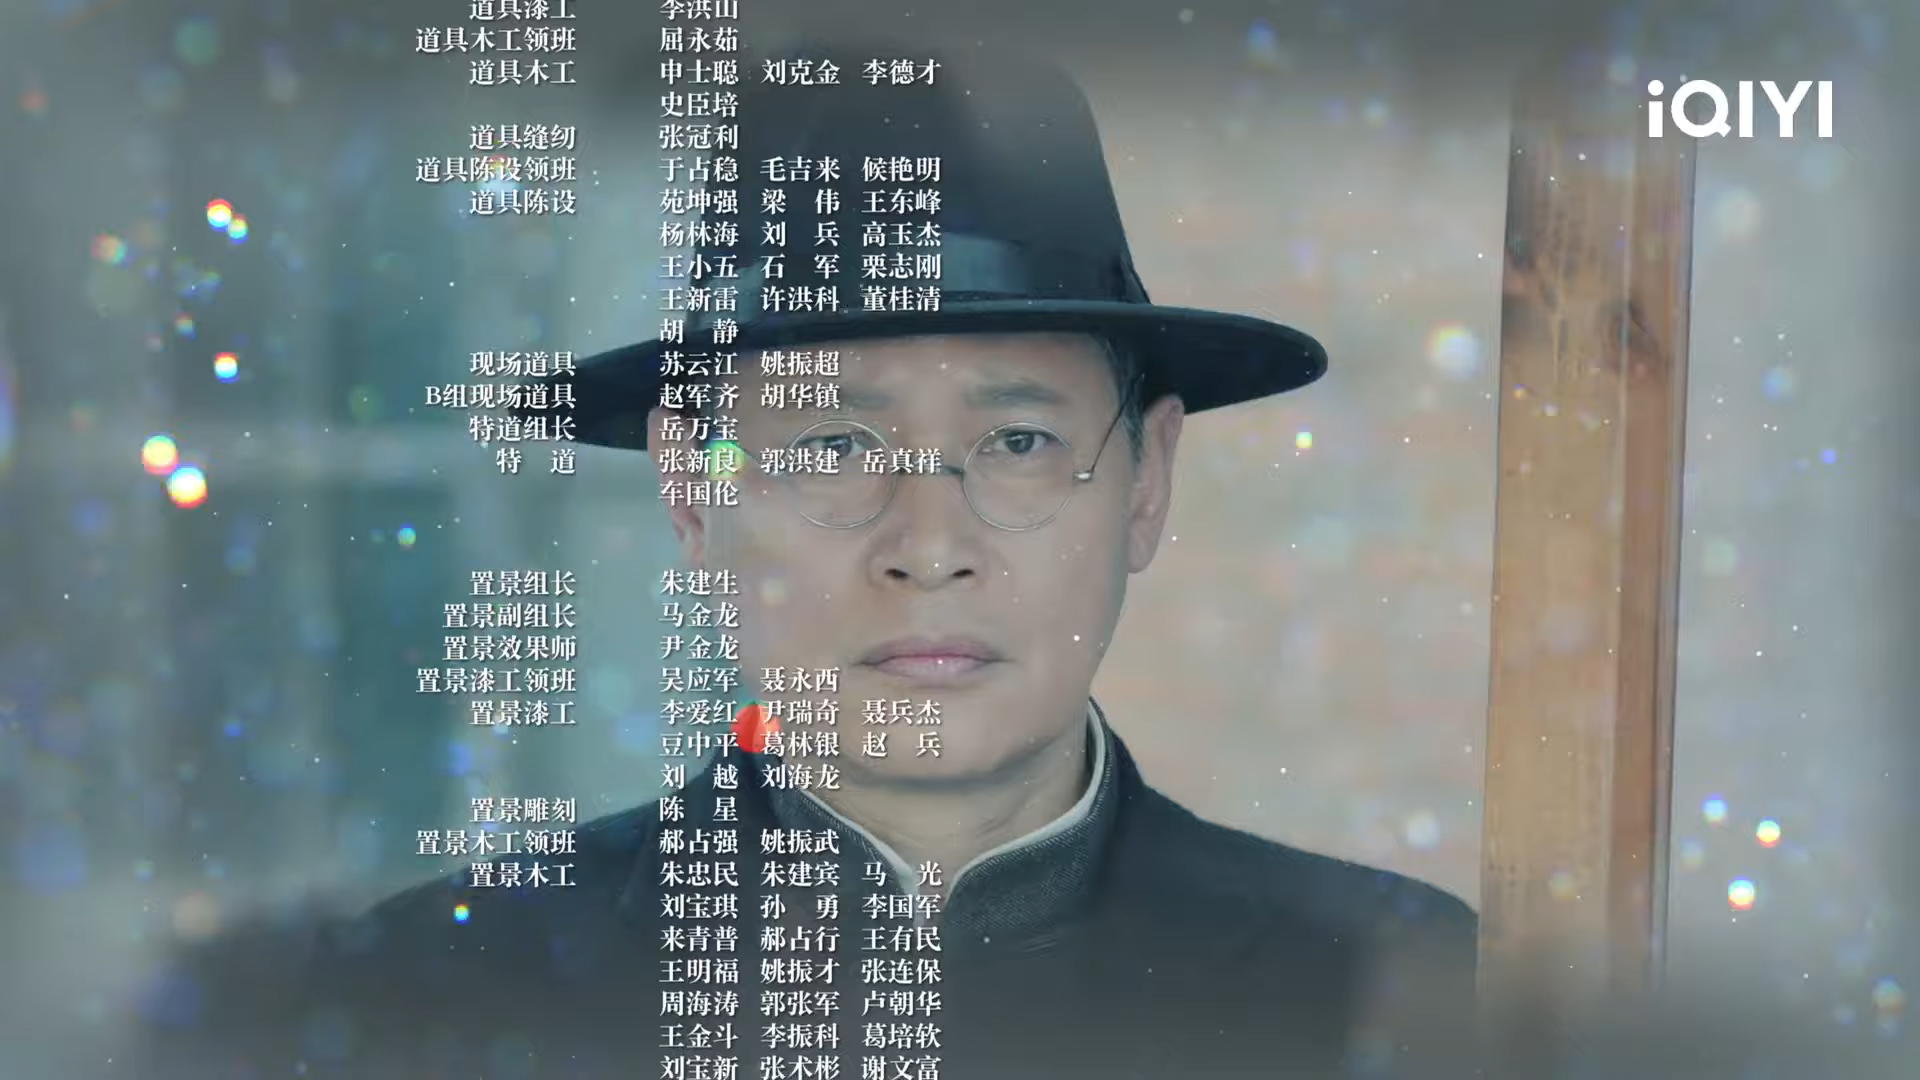 道具漆工 李洪山
道具木工领班 屈永茹
道具木工 申士聪 刘克金 李德才
史臣培
道具缝纫 张冠利
道具陈设领班 于占稳 毛吉来 候艳明
道具陈设 苑坤强 梁 伟 王东峰
杨林海 刘 兵 高玉杰
王小五 石 军 栗志刚
王新雷 许洪科 董桂清
胡 静
现场道具 苏云江 姚振超
B组现场道具 赵军齐 胡华镇
特道组长 岳万宝
特 道 张新良 郭洪建 岳真祥
车国伦
置景组长 朱建生
置景副组长 马金龙
置景效果师 尹金龙
置景漆工领班 吴应军 聂永西
置景漆工 李爱红 尹瑞奇 聂兵杰
豆中平 葛林银 赵 兵
刘 越 刘海龙
置景雕刻 陈 星
置景木工领班 郝占强 姚振武
置景木工 朱忠民 朱建宾 马 光
刘宝琪 孙 勇 李国军
来青普 郝占行 王有民
王明福 姚振才 张连保
周海涛 郭张军 卢朝华
王金斗 李振科 葛培软
刘宝新 张术彬 谢文富
iQIYI